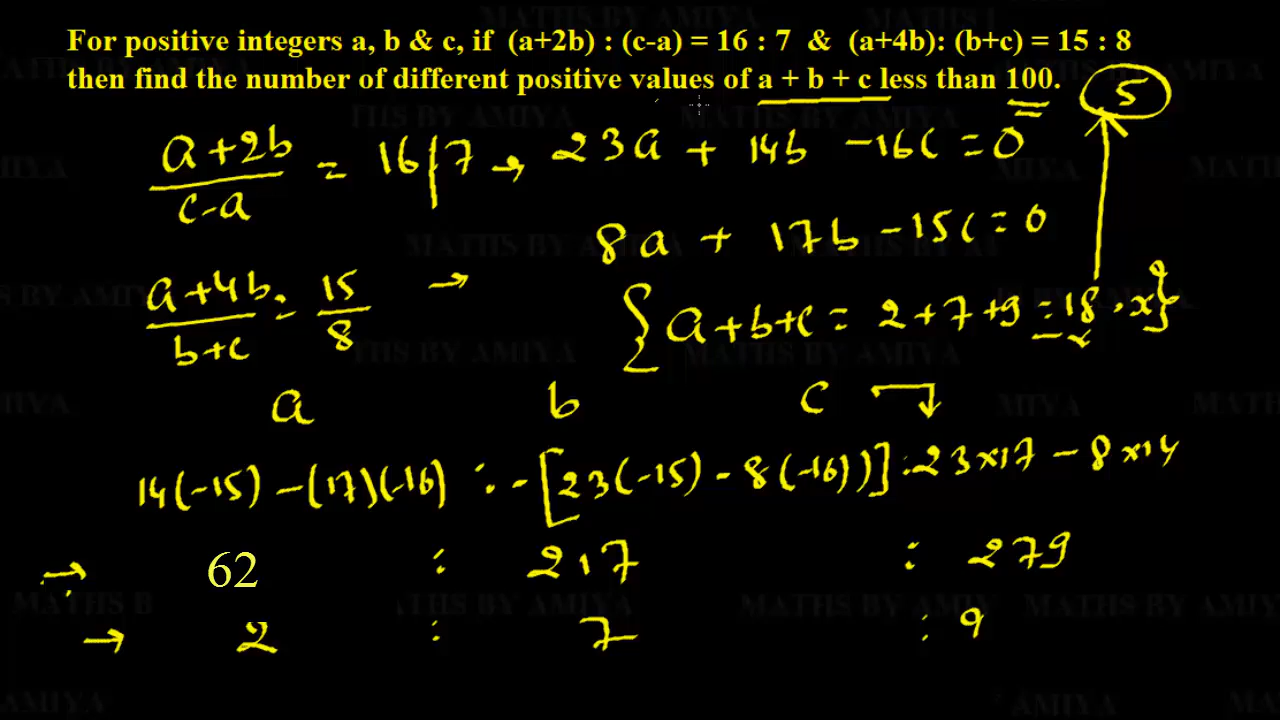 For positive integers a, b & c, if (a+2b) : (c-a) = 16 : 7 & (a+4b): (b+c) = 15 : 8
then find the number of different positive values of a + b + c less than 100.
5
a+2b / c-a = 16/7 → 23a + 14b - 16c = 0
8a + 17b - 15c = 0
a+4b / b+c = 15/8 →
{ a+b+c = 2+7+9 = 18 . x }
a b c
14(-15) - (17)(-16) : -[23(-15) - 8(-16)] : 23×17 - 8×14
→ 62 : 217 : 279
→ 2 : 7 : 9
MATHS BY AMIYA